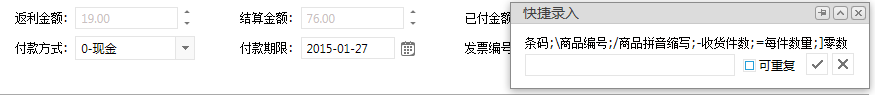 返利金额: 19.00 结算金额: 76.00 已付金额
付款方式: 0-现金 付款期限: 2015-01-27 发票编号
快捷录入
条码;\商品编号;/商品拼音缩写;-收货件数;=每件数量;]零数
可重复